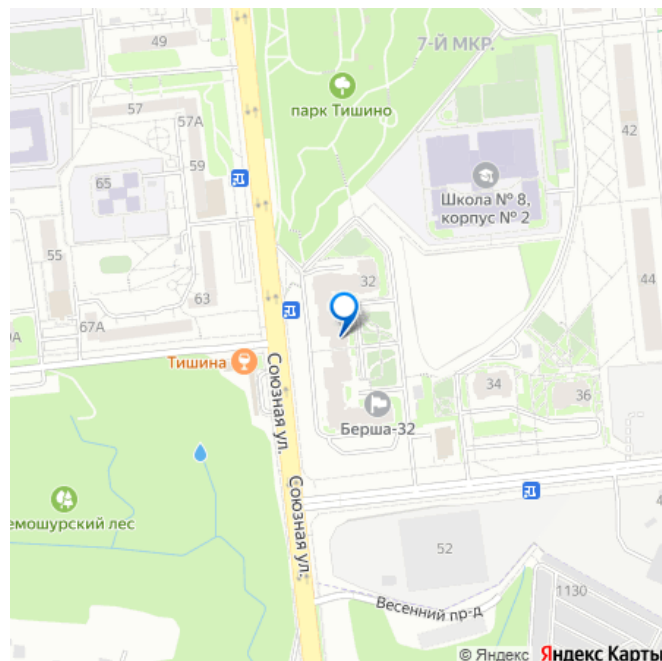 49
7-Й МКР.
парк Тишино
57
57А
42
59
65
Школа № 8,
корпус № 2
55
32
44
63
67А
Тишина
34
36
Союзная ул.
Берша-32
Союзная ул.
емошурский лес
52
1130
Весенний пр-д
© Яндекс Яндекс Карты